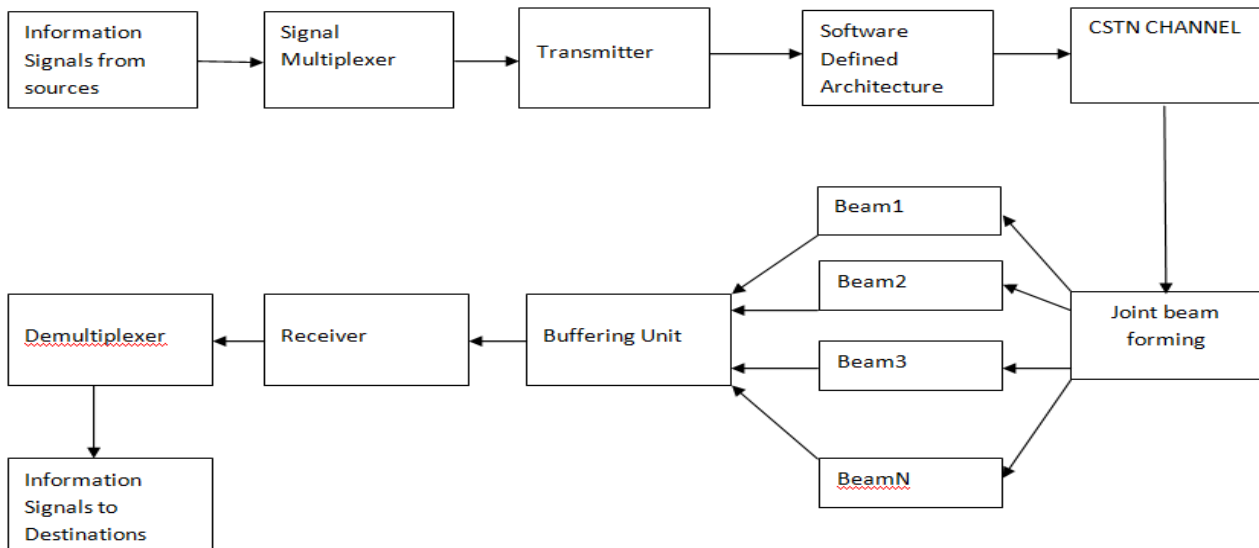 Information
Signals from
sources
Signal
Multiplexer
Transmitter
Software
Defined
Architecture
CSTN CHANNEL
Joint beam
forming
Beam1
Beam2
Beam3
BeamN
Buffering Unit
Receiver
Demultiplexer
Information
Signals to
Destinations